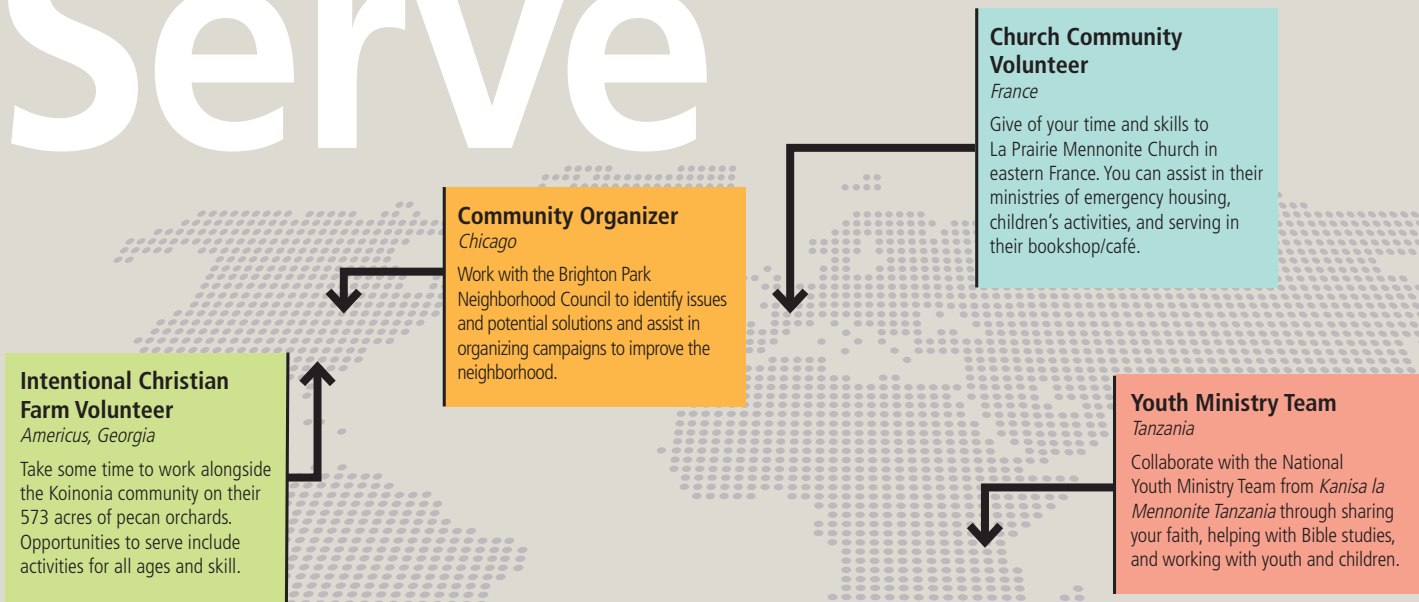 Serve
Church Community
Volunteer
France
Give of your time and skills to
La Prairie Mennonite Church in
eastern France. You can assist in their
ministries of emergency housing,
children’s activities, and serving in
their bookshop/café.
Community Organizer
Chicago
Work with the Brighton Park
Neighborhood Council to identify issues
and potential solutions and assist in
organizing campaigns to improve the
neighborhood.
Intentional Christian
Farm Volunteer
Americus, Georgia
Take some time to work alongside
the Koinonia community on their
573 acres of pecan orchards.
Opportunities to serve include
activities for all ages and skill.
Youth Ministry Team
Tanzania
Collaborate with the National
Youth Ministry Team from Kanisa la
Mennonite Tanzania through sharing
your faith, helping with Bible studies,
and working with youth and children.